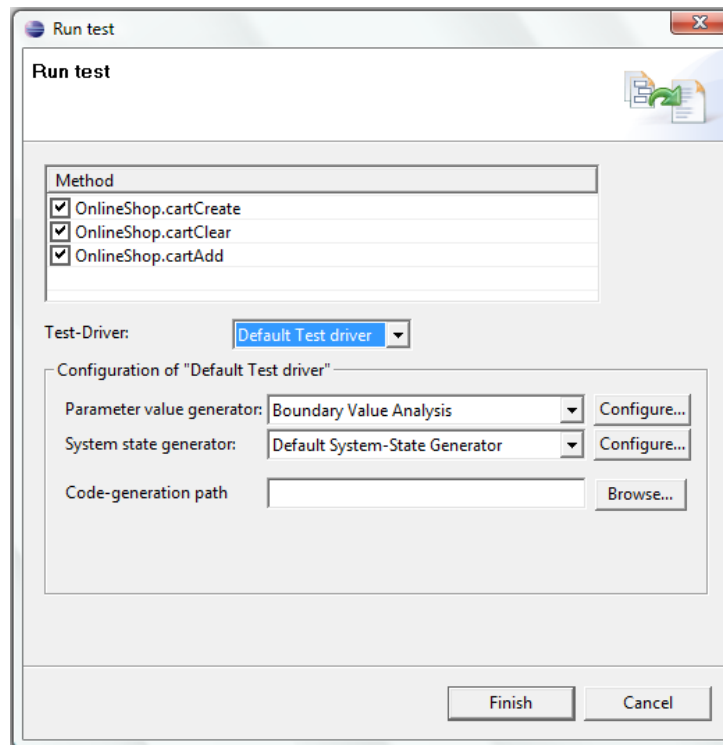 Run test
Run test
Method
OnlineShop.cartCreate
OnlineShop.cartClear
OnlineShop.cartAdd
Test-Driver: Default Test driver
Configuration of "Default Test driver"
Parameter value generator: Boundary Value Analysis Configure...
System state generator: Default System-State Generator Configure...
Code-generation path Browse...
Finish Cancel